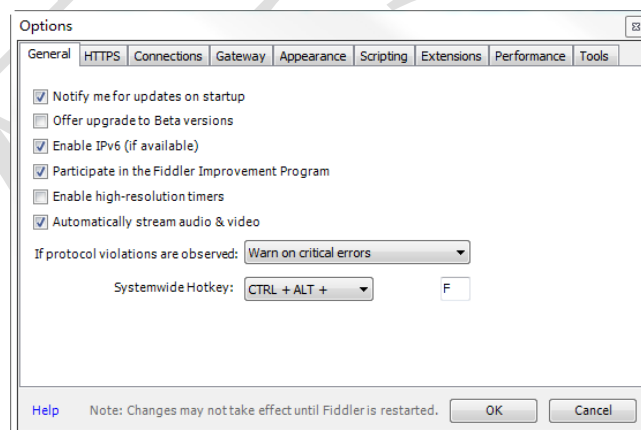 Options
General HTTPS Connections Gateway Appearance Scripting Extensions Performance Tools
Notify me for updates on startup
Offer upgrade to Beta versions
Enable IPv6 (if available)
Participate in the Fiddler Improvement Program
Enable high-resolution timers
Automatically stream audio & video
If protocol violations are observed: Warn on critical errors
Systemwide Hotkey: CTRL + ALT + F
Help Note: Changes may not take effect until Fiddler is restarted. OK Cancel